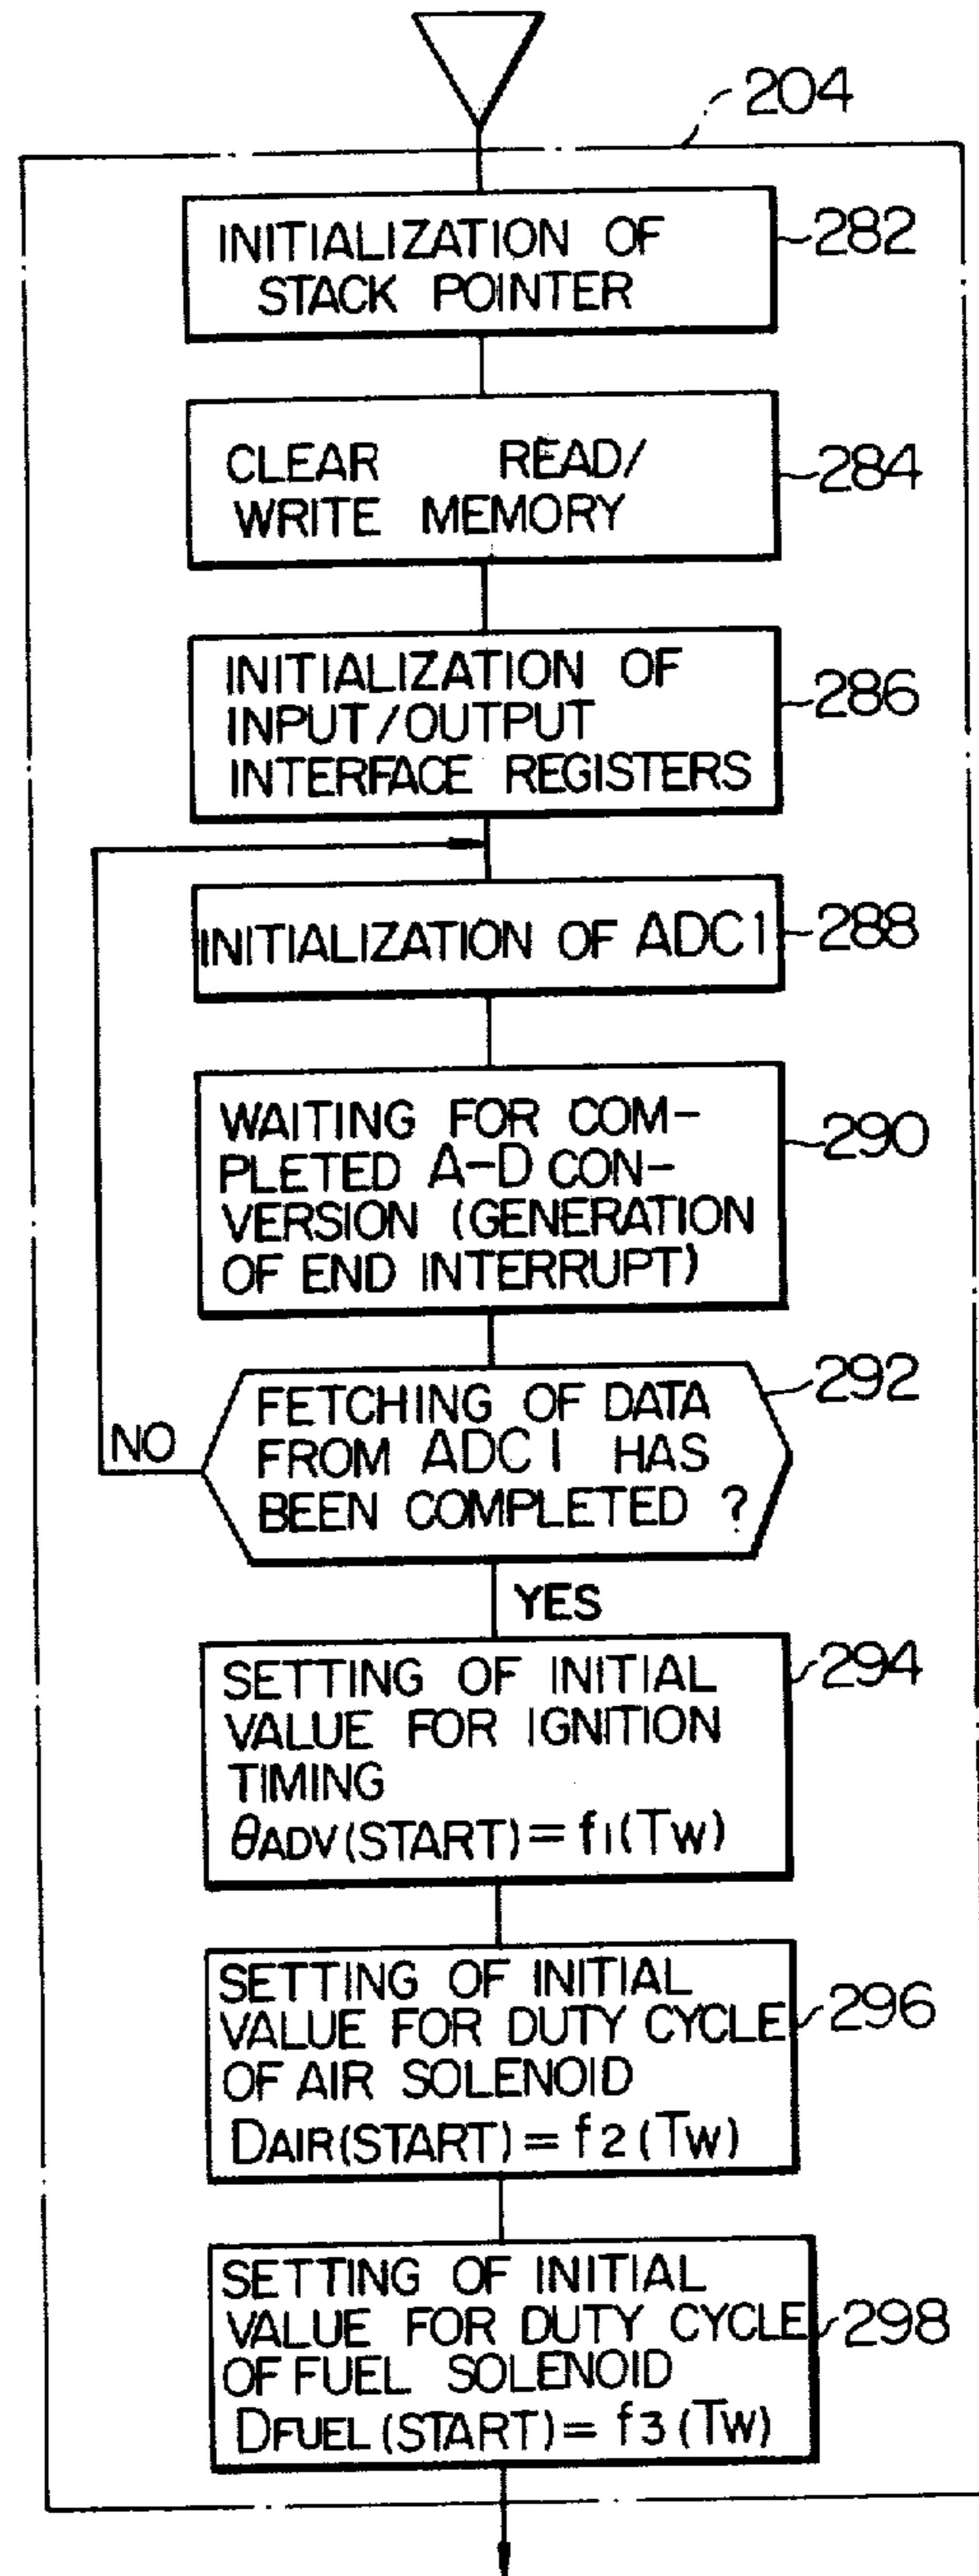 204
INITIALIZATION OF
STACK POINTER
282
CLEAR READ/
WRITE MEMORY
284
INITIALIZATION OF
INPUT/OUTPUT
INTERFACE REGISTERS
286
INITIALIZATION OF ADC1
288
WAITING FOR COM-
PLETED A-D CON-
VERSION (GENERATION
OF END INTERRUPT)
290
FETCHING OF DATA
FROM ADC1 HAS
BEEN COMPLETED ?
292
NO
YES
SETTING OF INITIAL
VALUE FOR IGNITION
TIMING
θADV(START) = f1(TW)
294
SETTING OF INITIAL
VALUE FOR DUTY CYCLE
OF AIR SOLENOID
DAIR(START) = f2(TW)
296
SETTING OF INITIAL
VALUE FOR DUTY CYCLE
OF FUEL SOLENOID
DFUEL(START) = f3(TW)
298